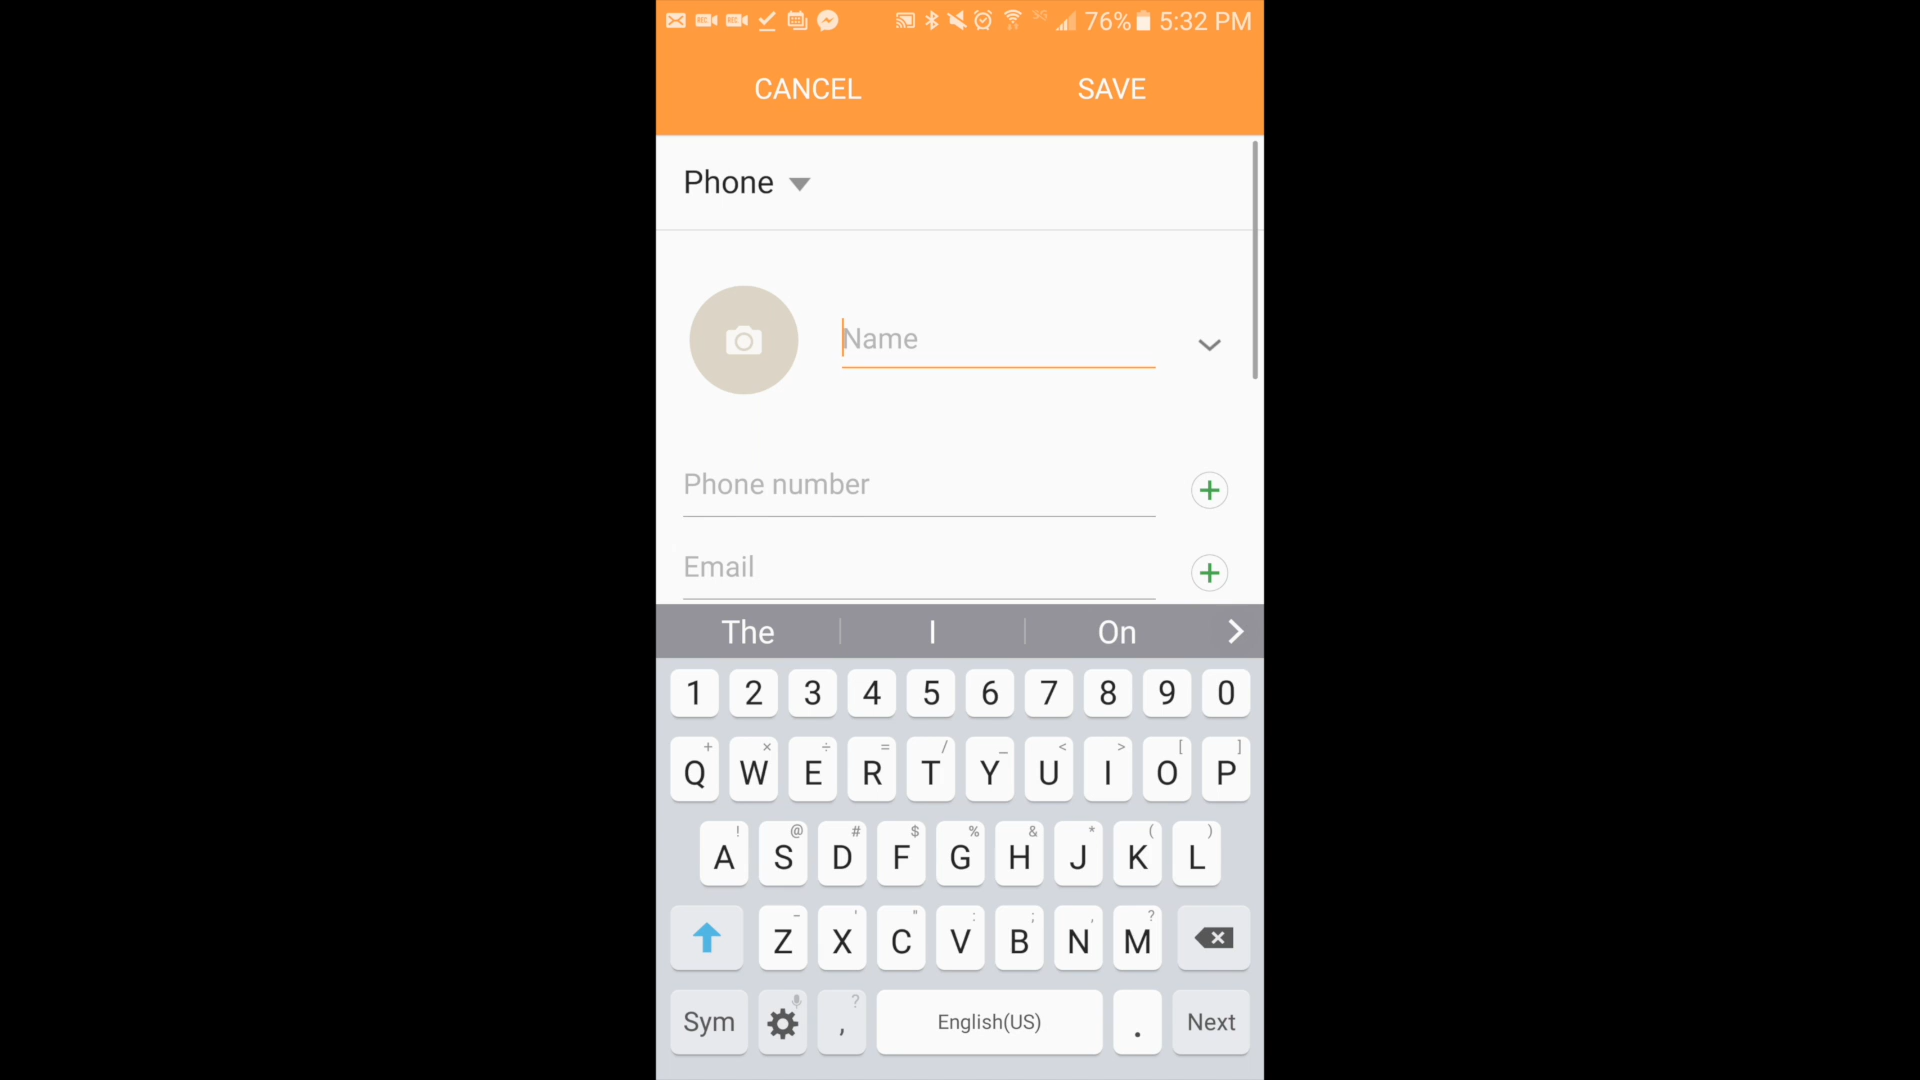 76% 5:32 PM
CANCEL SAVE
Phone
Name
Phone number
Email
The I On
1 2 3 4 5 6 7 8 9 0
+ × ÷ = / _ < > [ ]
Q W E R T Y U I O P
! @ # $ % & * ( )
A S D F G H J K L
- ' " : ; , ?
Z X C V B N M
?
Sym , English(US) . Next